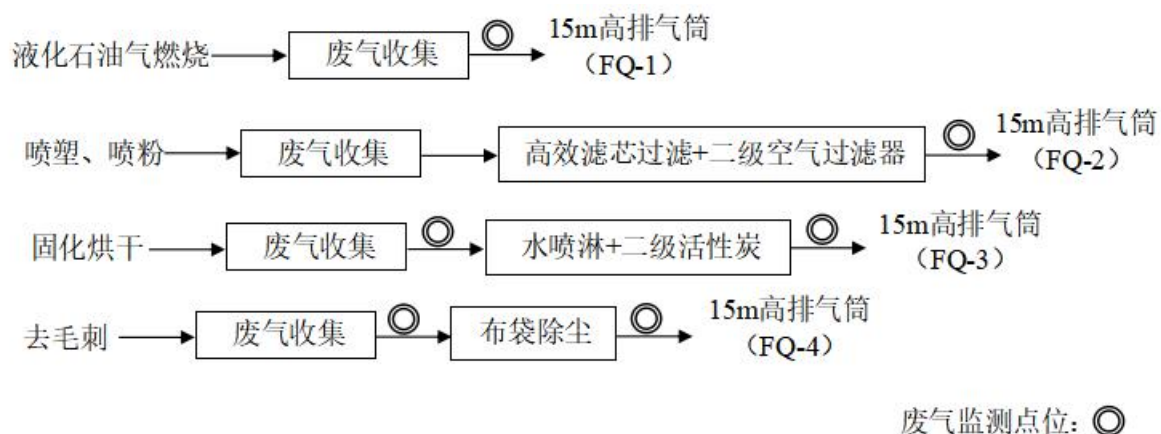 液化石油气燃烧
废气收集
15m高排气筒
（FQ-1）
喷塑、喷粉
废气收集
高效滤芯过滤+二级空气过滤器
15m高排气筒
（FQ-2）
固化烘干
废气收集
水喷淋+二级活性炭
15m高排气筒
（FQ-3）
去毛刺
废气收集
布袋除尘
15m高排气筒
（FQ-4）
废气监测点位: